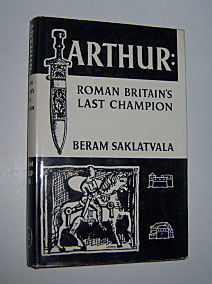 ARTHUR:
ROMAN BRITAIN'S
LAST CHAMPION
BERAM SAKLATVALA